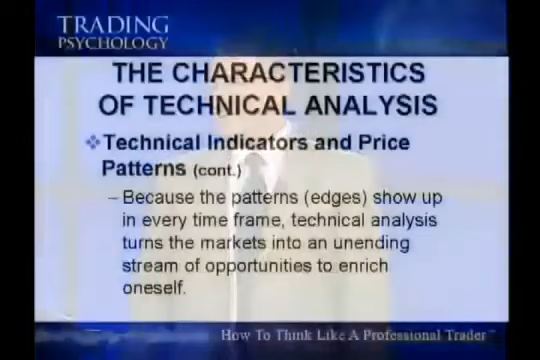 TRADING
PSYCHOLOGY
THE CHARACTERISTICS
OF TECHNICAL ANALYSIS
❖Technical Indicators and Price
Patterns (cont.)
– Because the patterns (edges) show up
in every time frame, technical analysis
turns the markets into an unending
stream of opportunities to enrich
oneself.
How To Think Like A Professional Trader™